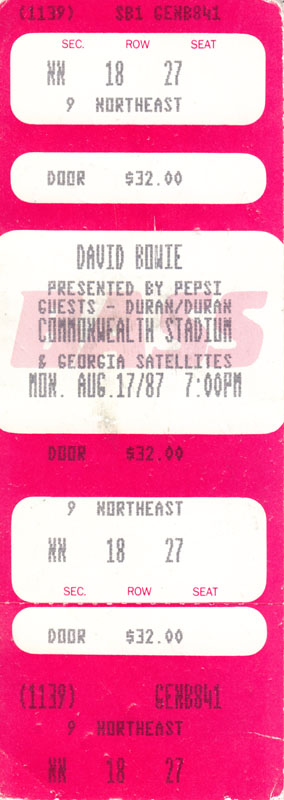 (1139) SB1 GENB841
SEC. ROW SEAT
NN 18 27
9 NORTHEAST
DOOR $32.00
DAVID BOWIE
PRESENTED BY PEPSI
GUESTS - DURAN/DURAN
COMMONWEALTH STADIUM
& GEORGIA SATELLITES
MON. AUG.17/87 7:00PM
BASS
DOOR $32.00
9 NORTHEAST
NN 18 27
SEC. ROW SEAT
DOOR $32.00
(1139) GENB841
9 NORTHEAST
NN 18 27